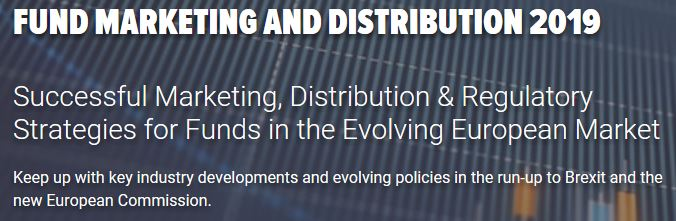 FUND MARKETING AND DISTRIBUTION 2019
Successful Marketing, Distribution & Regulatory
Strategies for Funds in the Evolving European Market
Keep up with key industry developments and evolving policies in the run-up to Brexit and the
new European Commission.